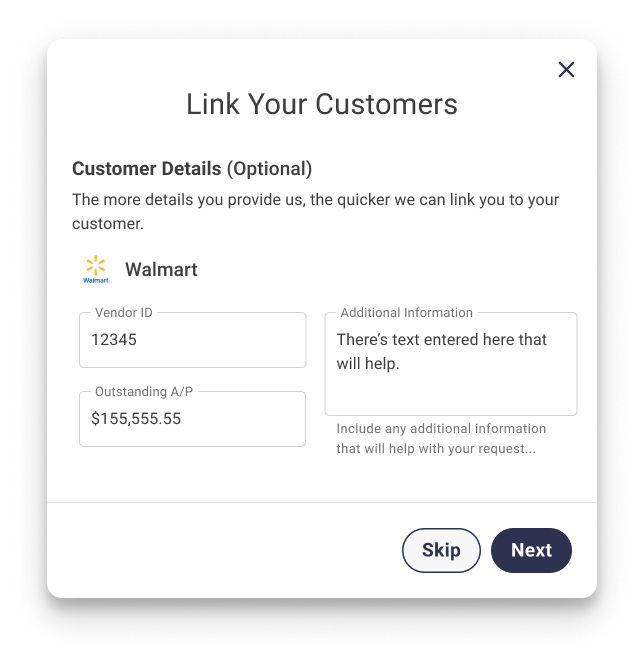 Link Your Customers
Customer Details (Optional)
The more details you provide us, the quicker we can link you to your
customer.
Walmart
Walmart
Vendor ID
12345
Outstanding A/P
$155,555.55
Additional Information
There’s text entered here that
will help.
Include any additional information
that will help with your request...
Skip
Next